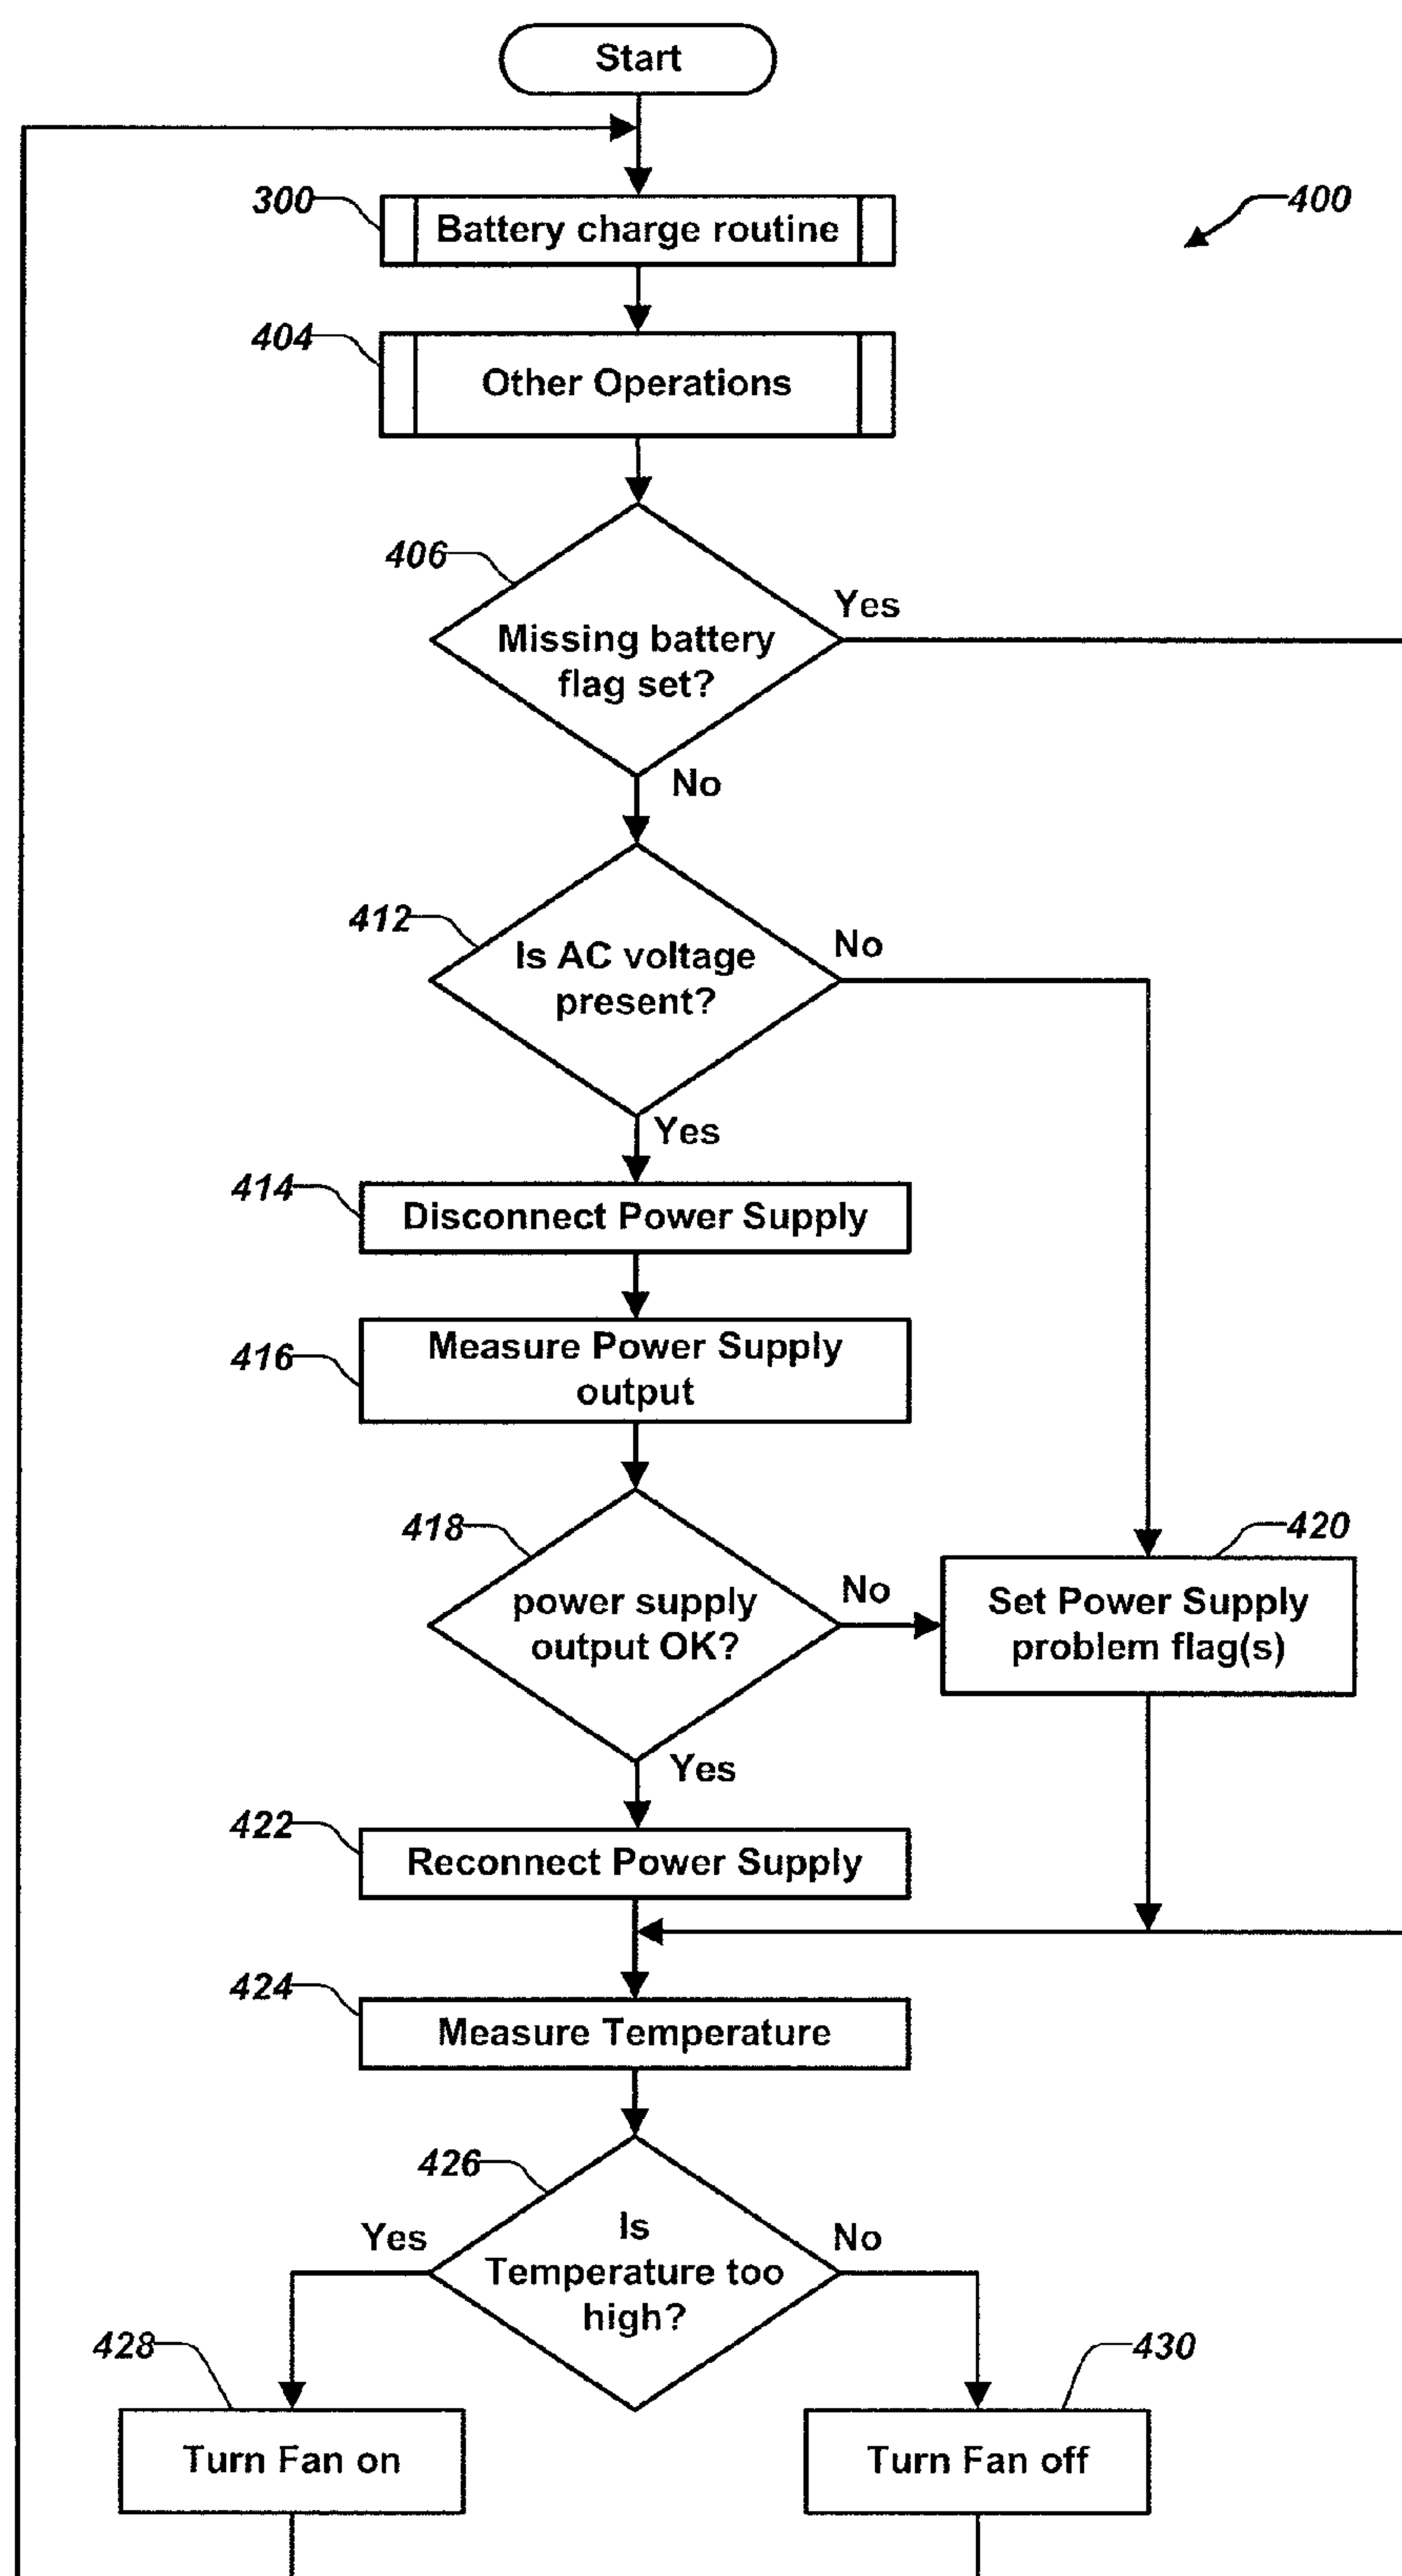 Start
300
Battery charge routine
400
404
Other Operations
406
Yes
Missing battery
flag set?
No
412
Is AC voltage
present?
No
Yes
414
Disconnect Power Supply
416
Measure Power Supply
output
418
power supply
output OK?
No
420
Set Power Supply
problem flag(s)
Yes
422
Reconnect Power Supply
424
Measure Temperature
426
Yes
Is
Temperature too
high?
No
428
Turn Fan on
430
Turn Fan off